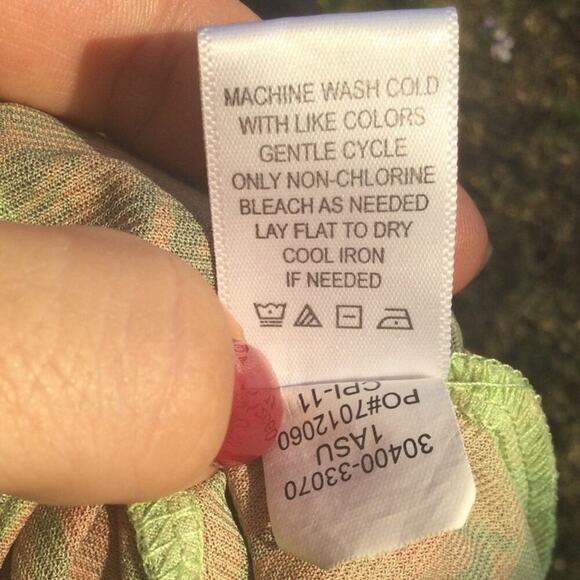 MACHINE WASH COLD
WITH LIKE COLORS
GENTLE CYCLE
ONLY NON-CHLORINE
BLEACH AS NEEDED
LAY FLAT TO DRY
COOL IRON
IF NEEDED
30400-33070
1ASU
PO#7012060
CPI-11